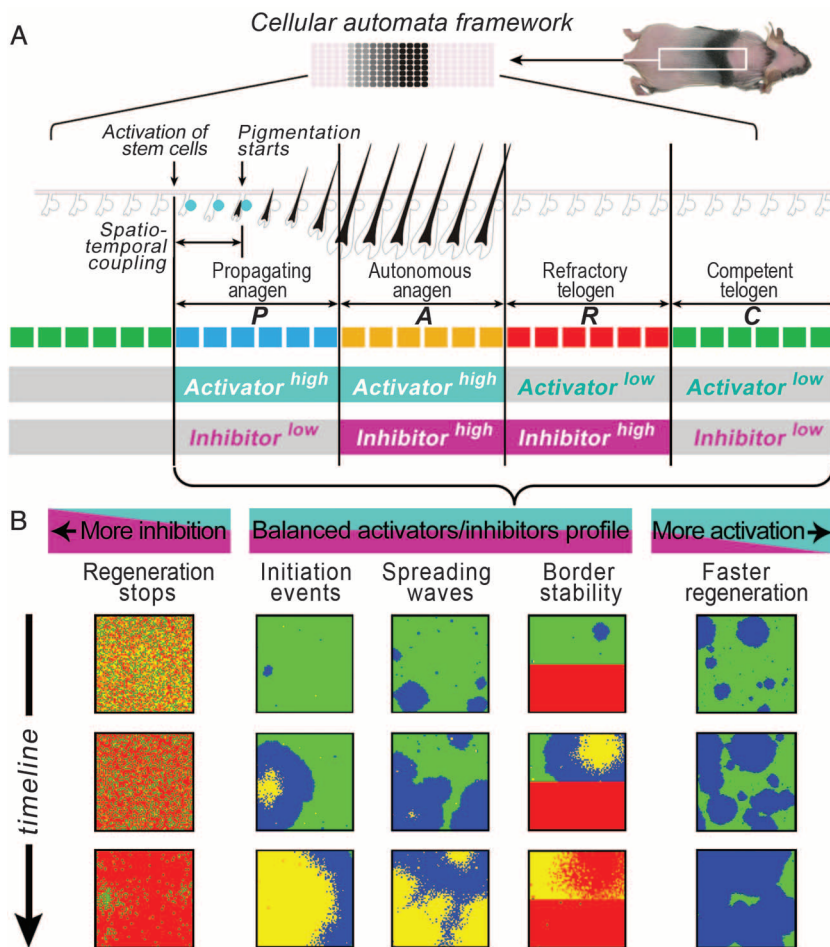 A
Cellular automata framework
Activation of
stem cells
Pigmentation
starts
Spatio-
temporal
coupling
Propagating
anagen
Autonomous
anagen
Refractory
telogen
Competent
telogen
P
A
R
C
Activator high
Activator high
Activator low
Activator low
Inhibitor low
Inhibitor high
Inhibitor high
Inhibitor low
B
More inhibition
Balanced activators/inhibitors profile
More activation
Regeneration
stops
Initiation
events
Spreading
waves
Border
stability
Faster
regeneration
timeline